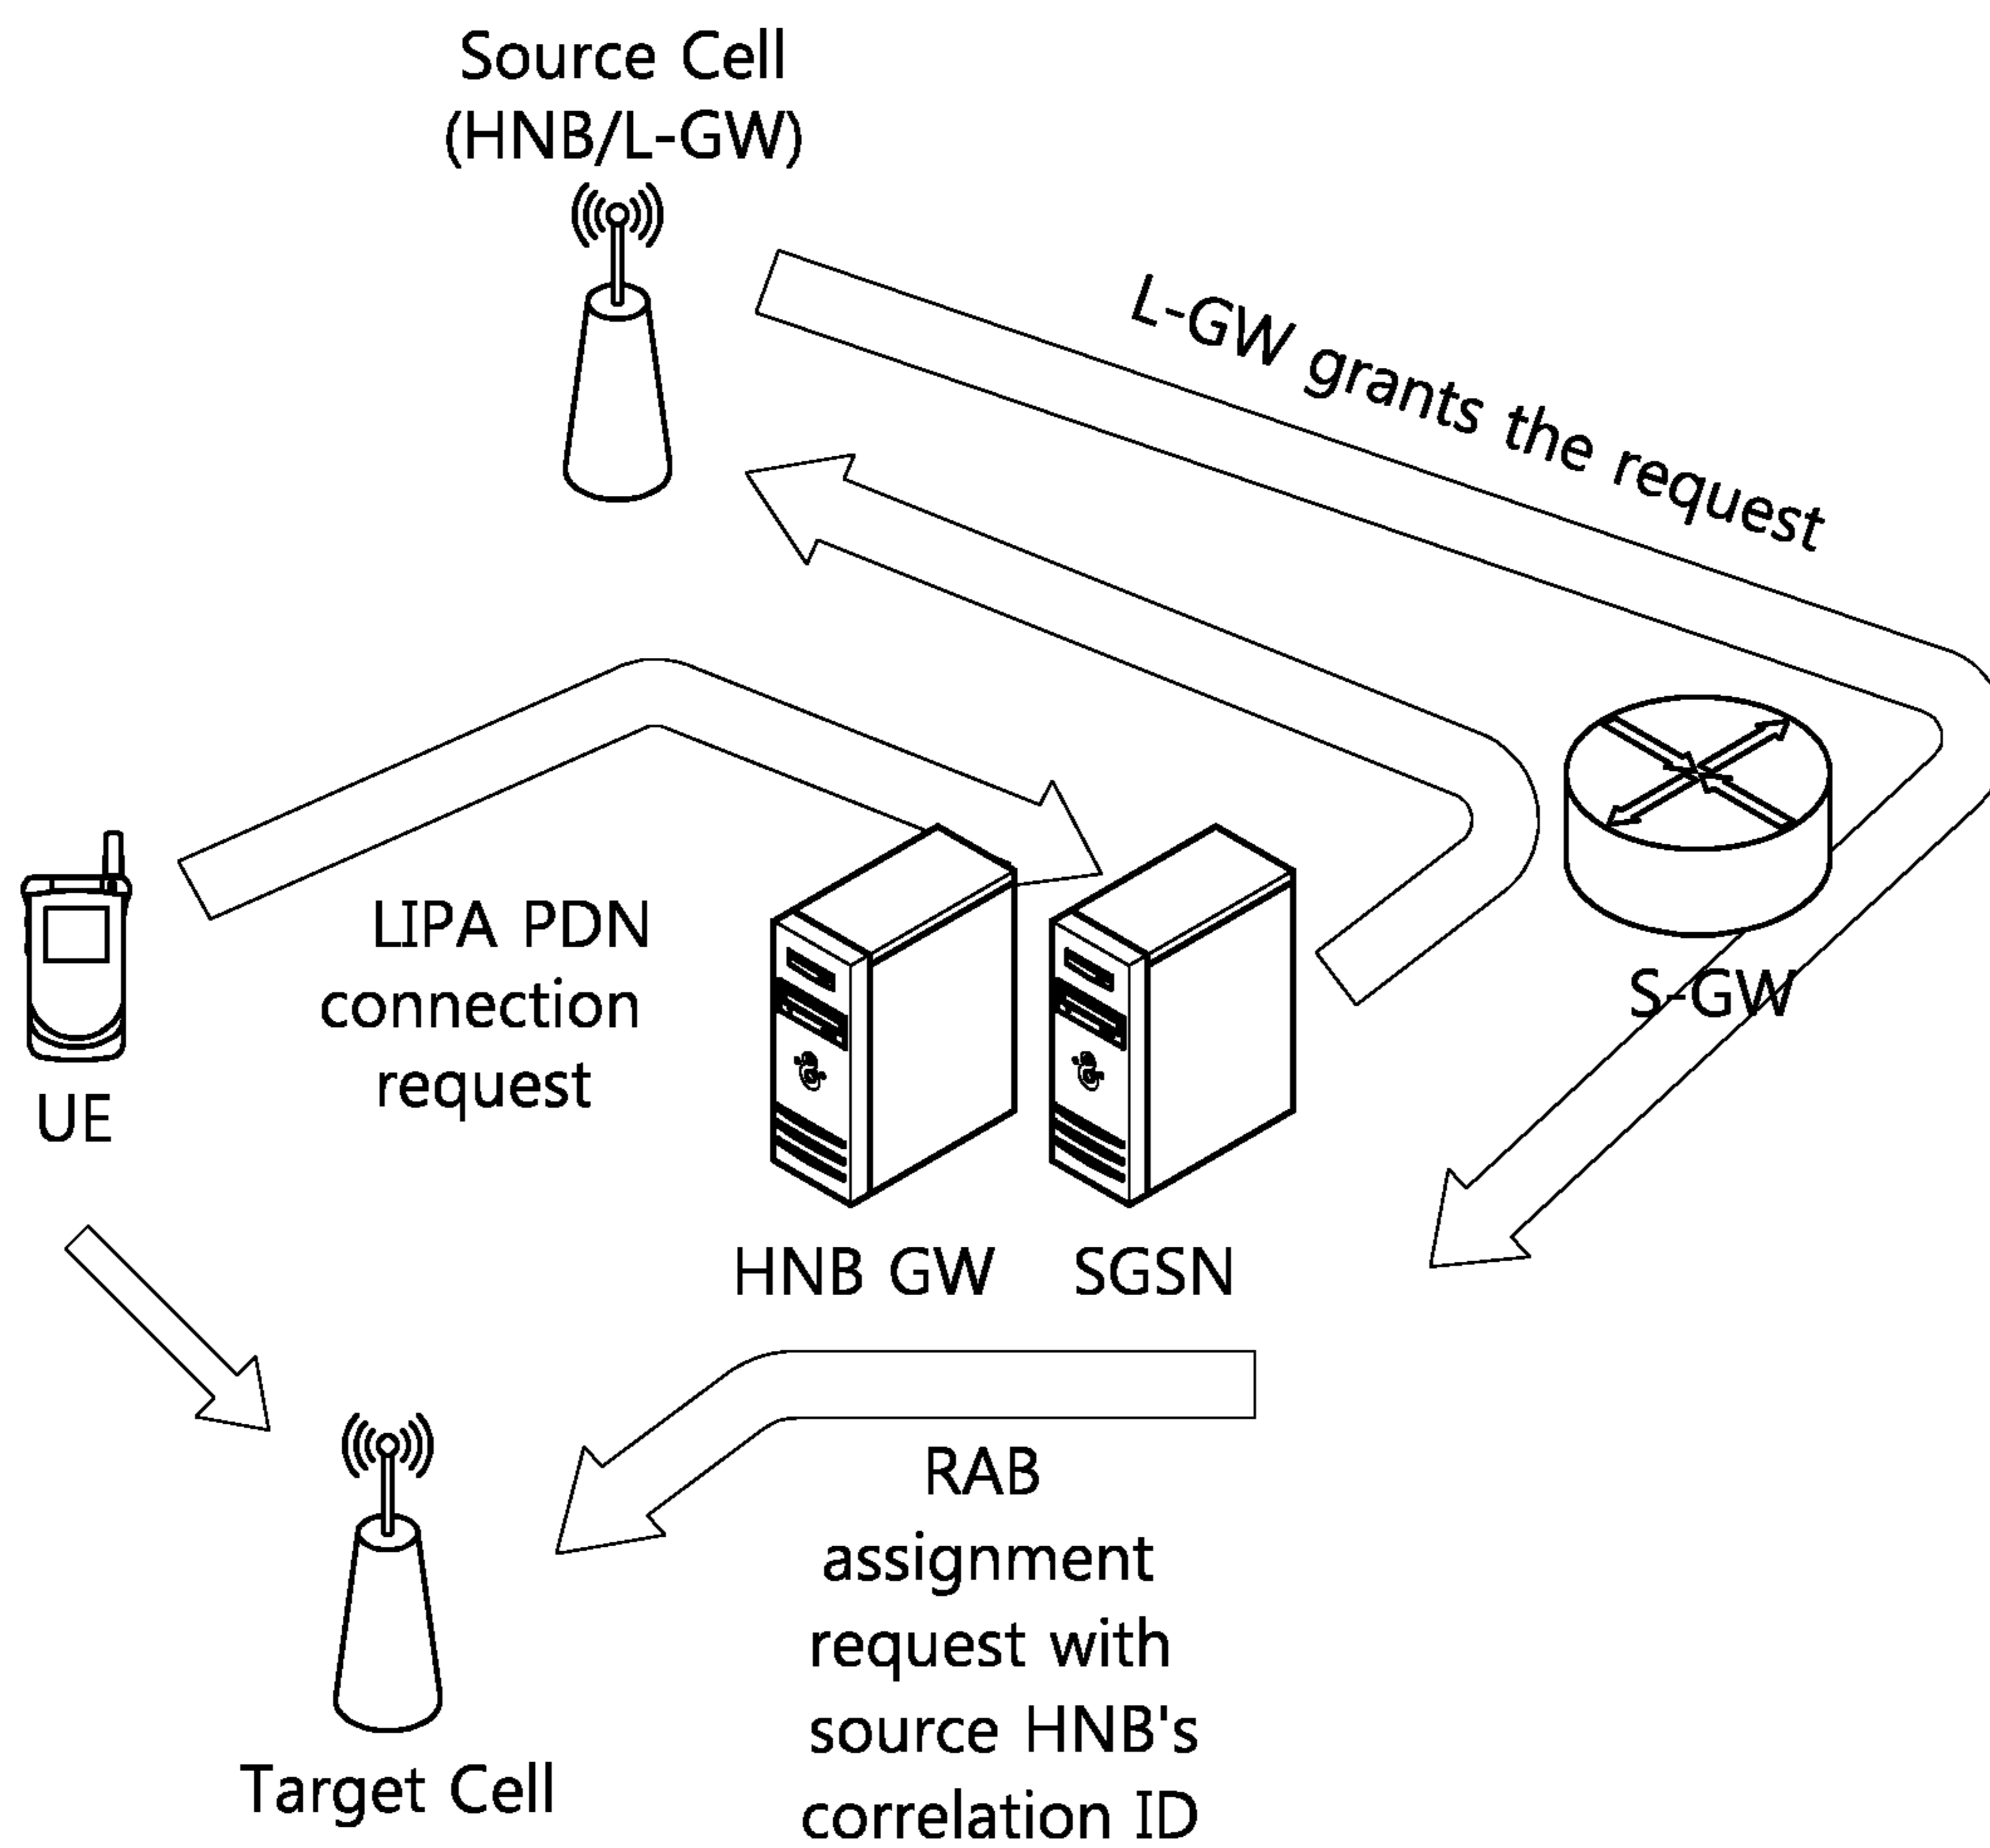 Source Cell
(HNB/L-GW)
L-GW grants the request
LIPA PDN
connection
request
UE
S-GW
HNB GW
SGSN
RAB
assignment
request with
source HNB's
correlation ID
Target Cell